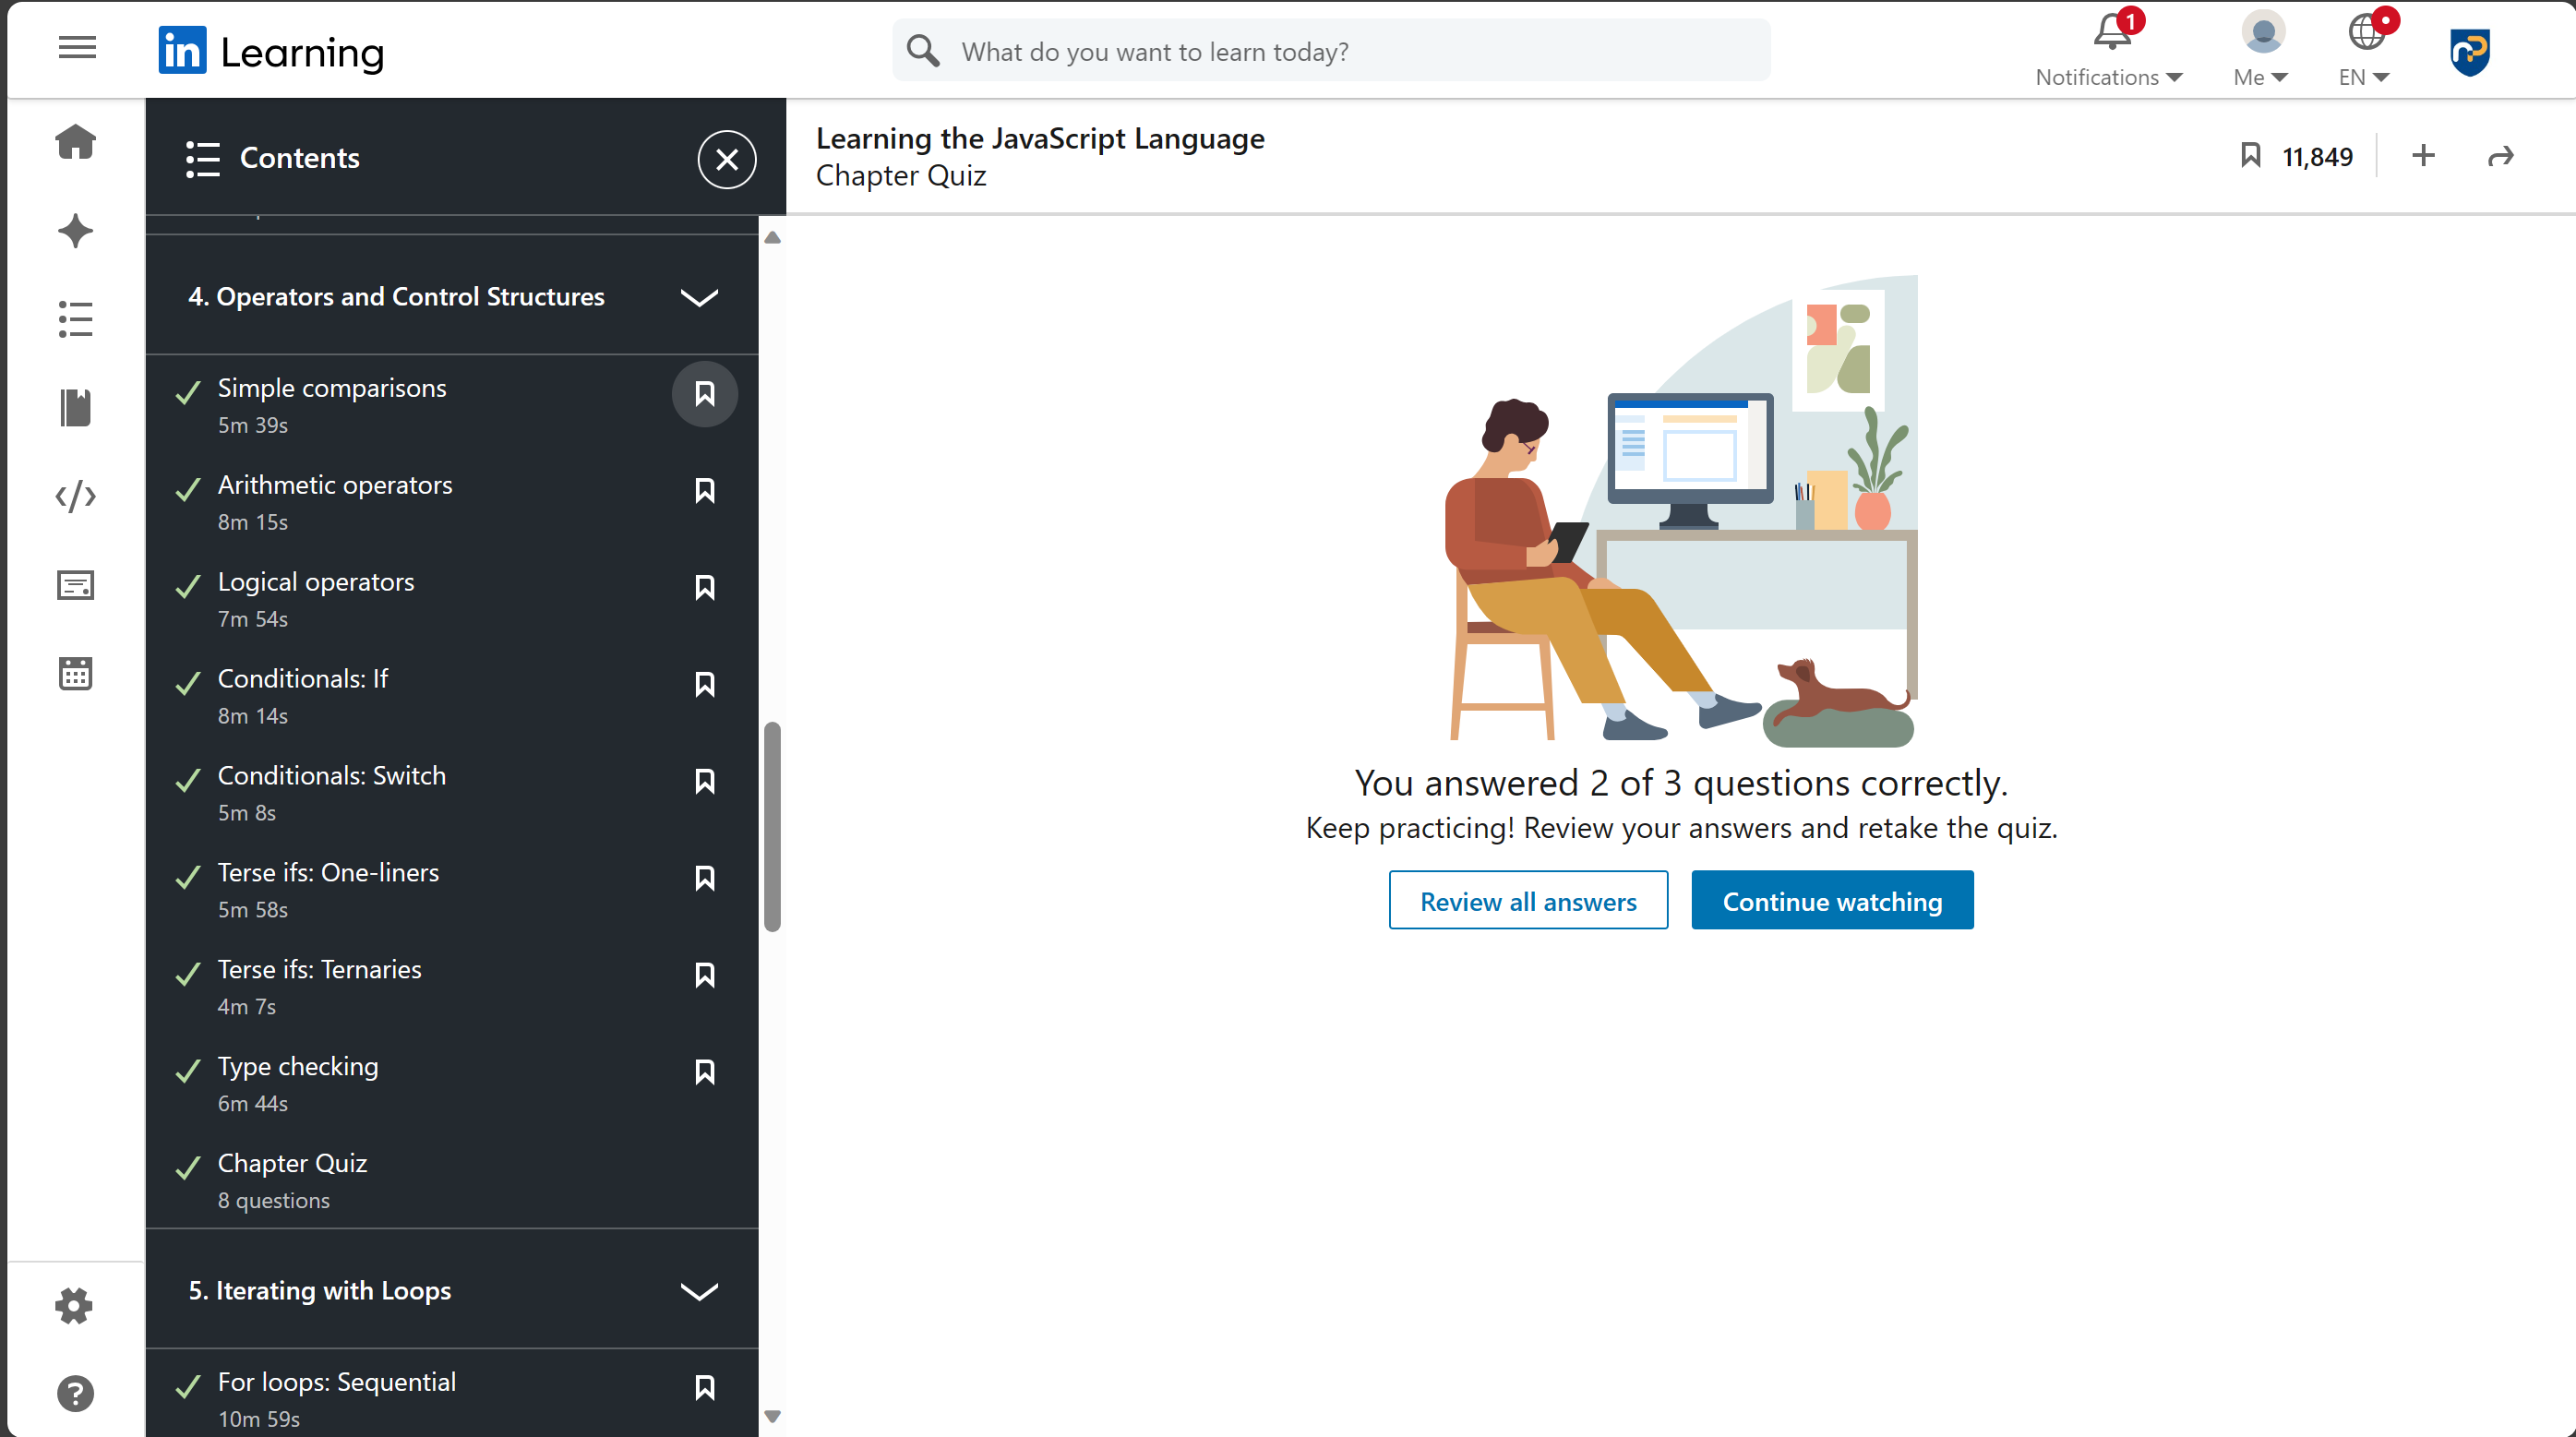 in Learning
What do you want to learn today?
1
Notifications
Me
EN
Contents
Learning the JavaScript Language
Chapter Quiz
11,849
4. Operators and Control Structures
Simple comparisons
5m 39s
Arithmetic operators
8m 15s
Logical operators
7m 54s
Conditionals: If
8m 14s
Conditionals: Switch
5m 8s
Terse ifs: One-liners
5m 58s
Terse ifs: Ternaries
4m 7s
Type checking
6m 44s
Chapter Quiz
8 questions
5. Iterating with Loops
For loops: Sequential
10m 59s
You answered 2 of 3 questions correctly.
Keep practicing! Review your answers and retake the quiz.
Review all answers
Continue watching